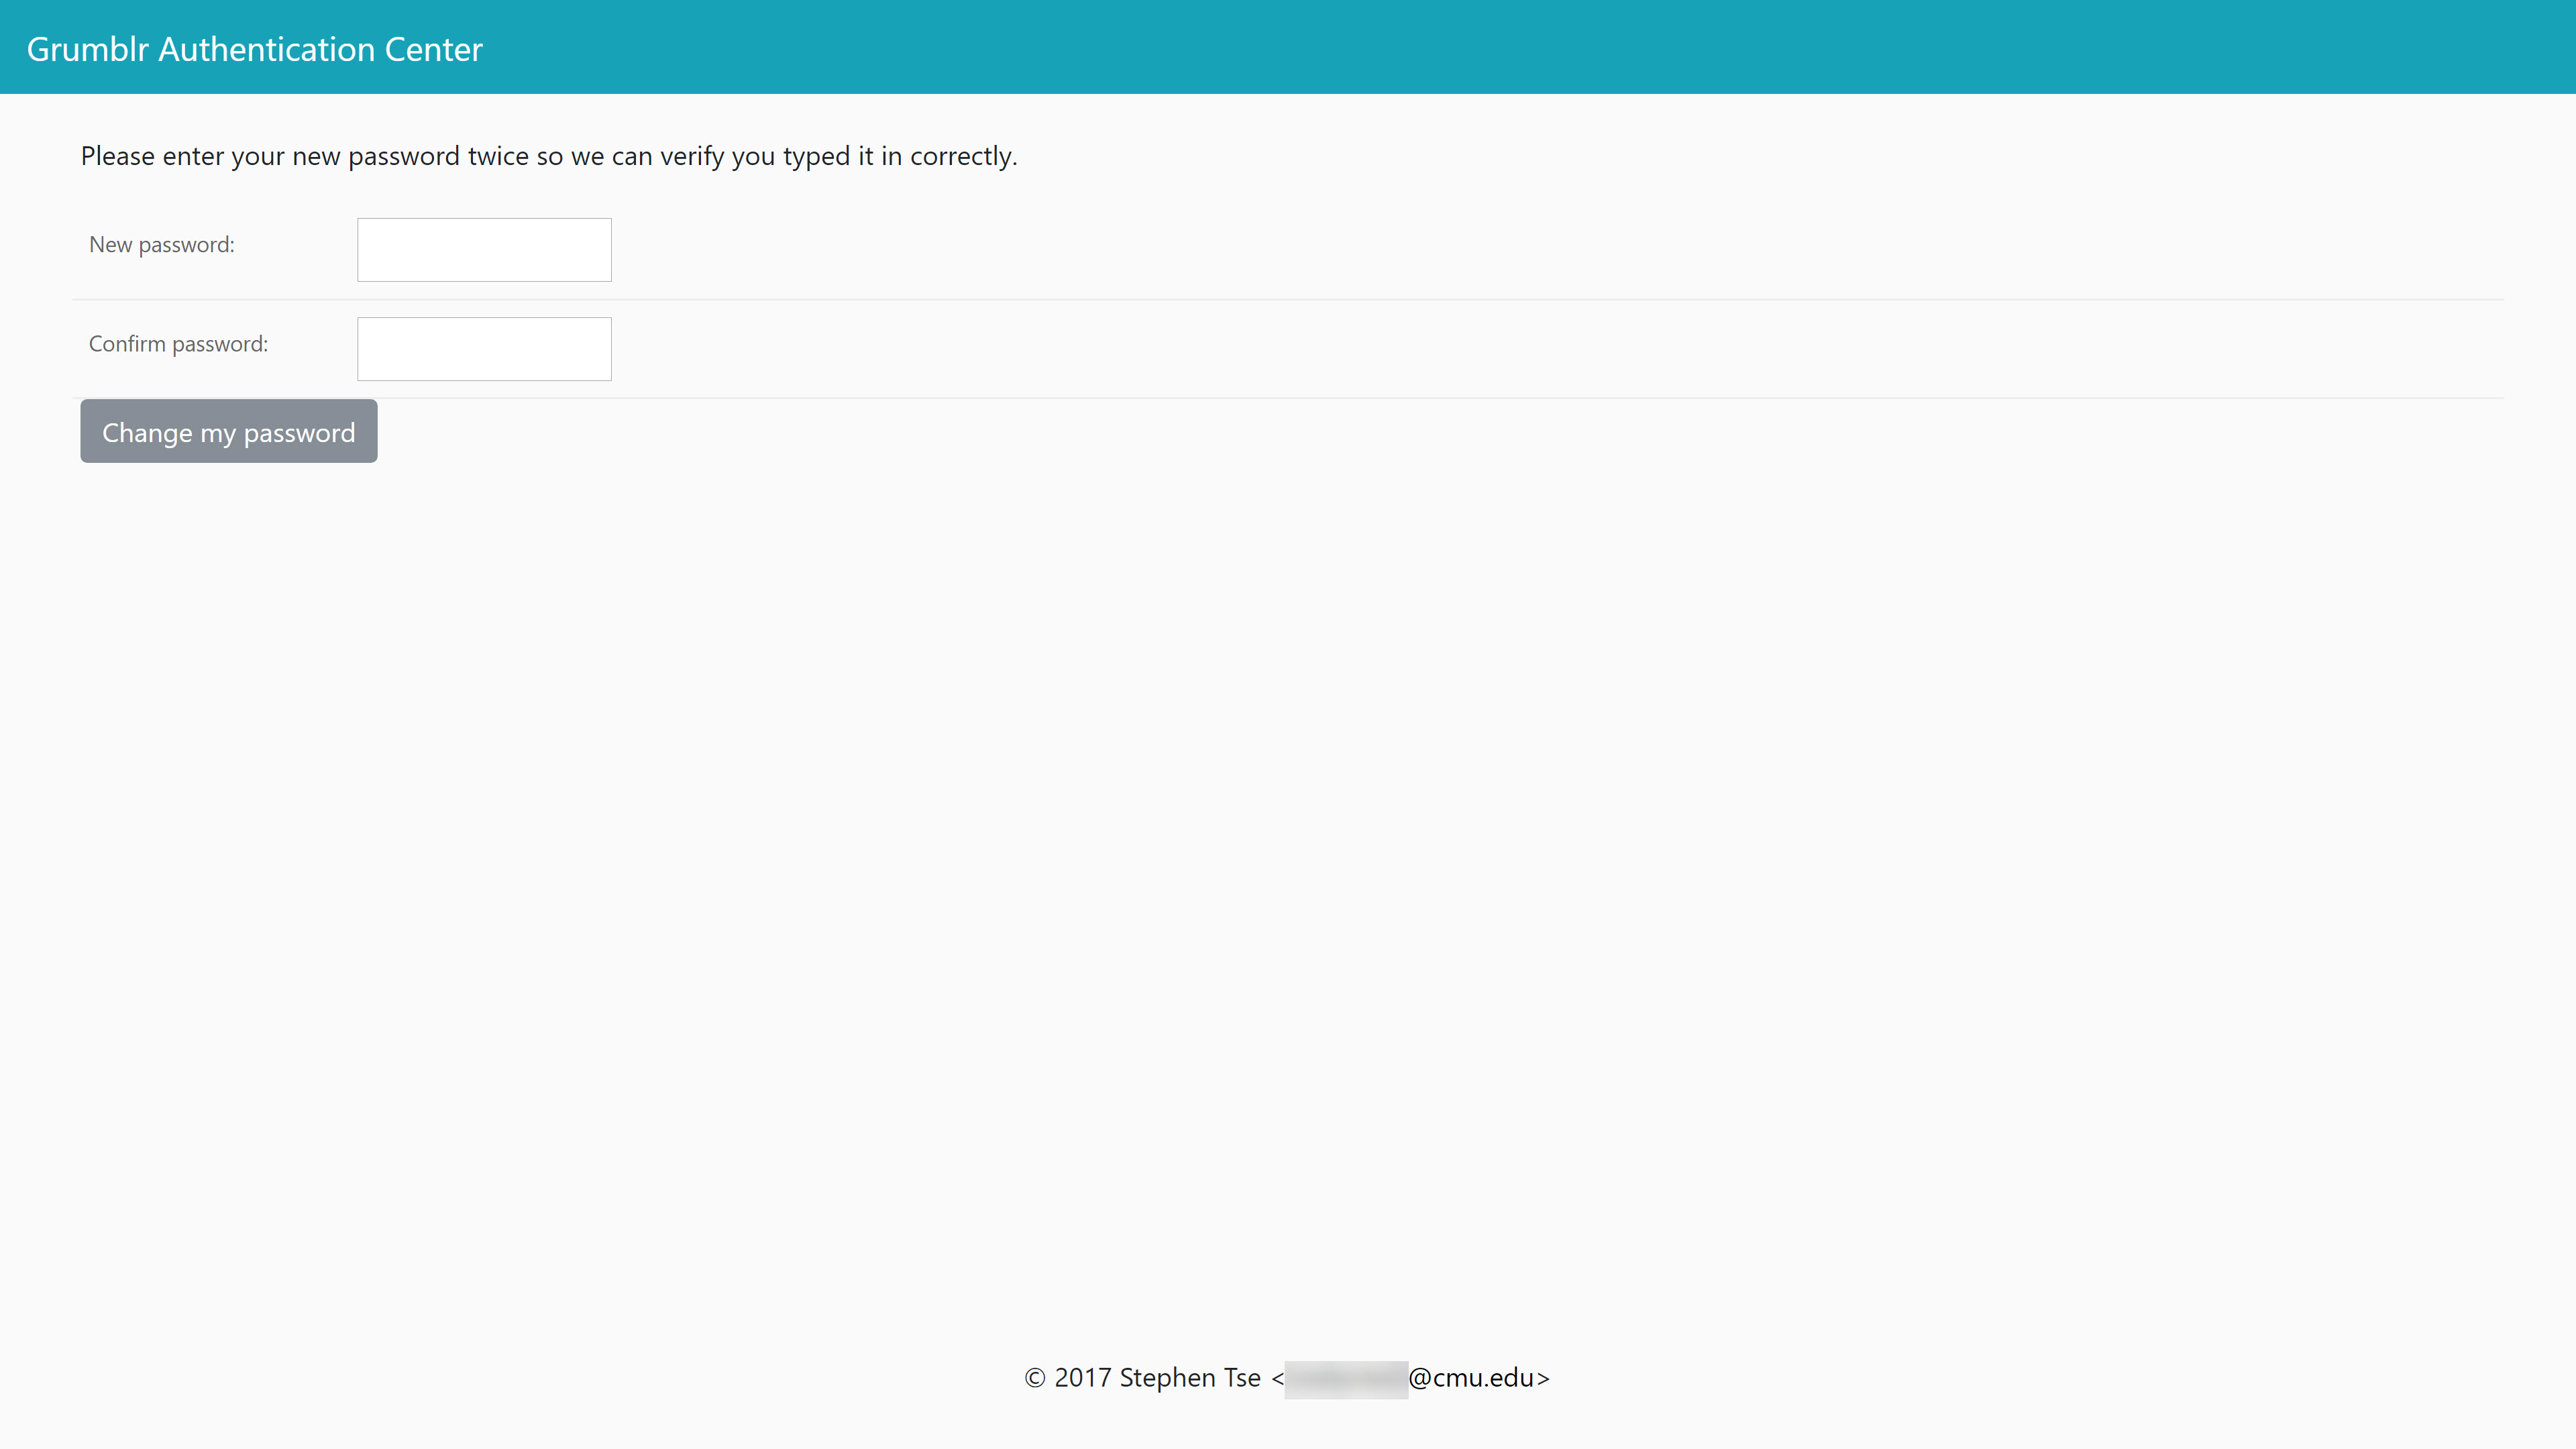 Grumblr Authentication Center
Please enter your new password twice so we can verify you typed it in correctly.
New password:
Confirm password:
Change my password
© 2017 Stephen Tse <@cmu.edu>